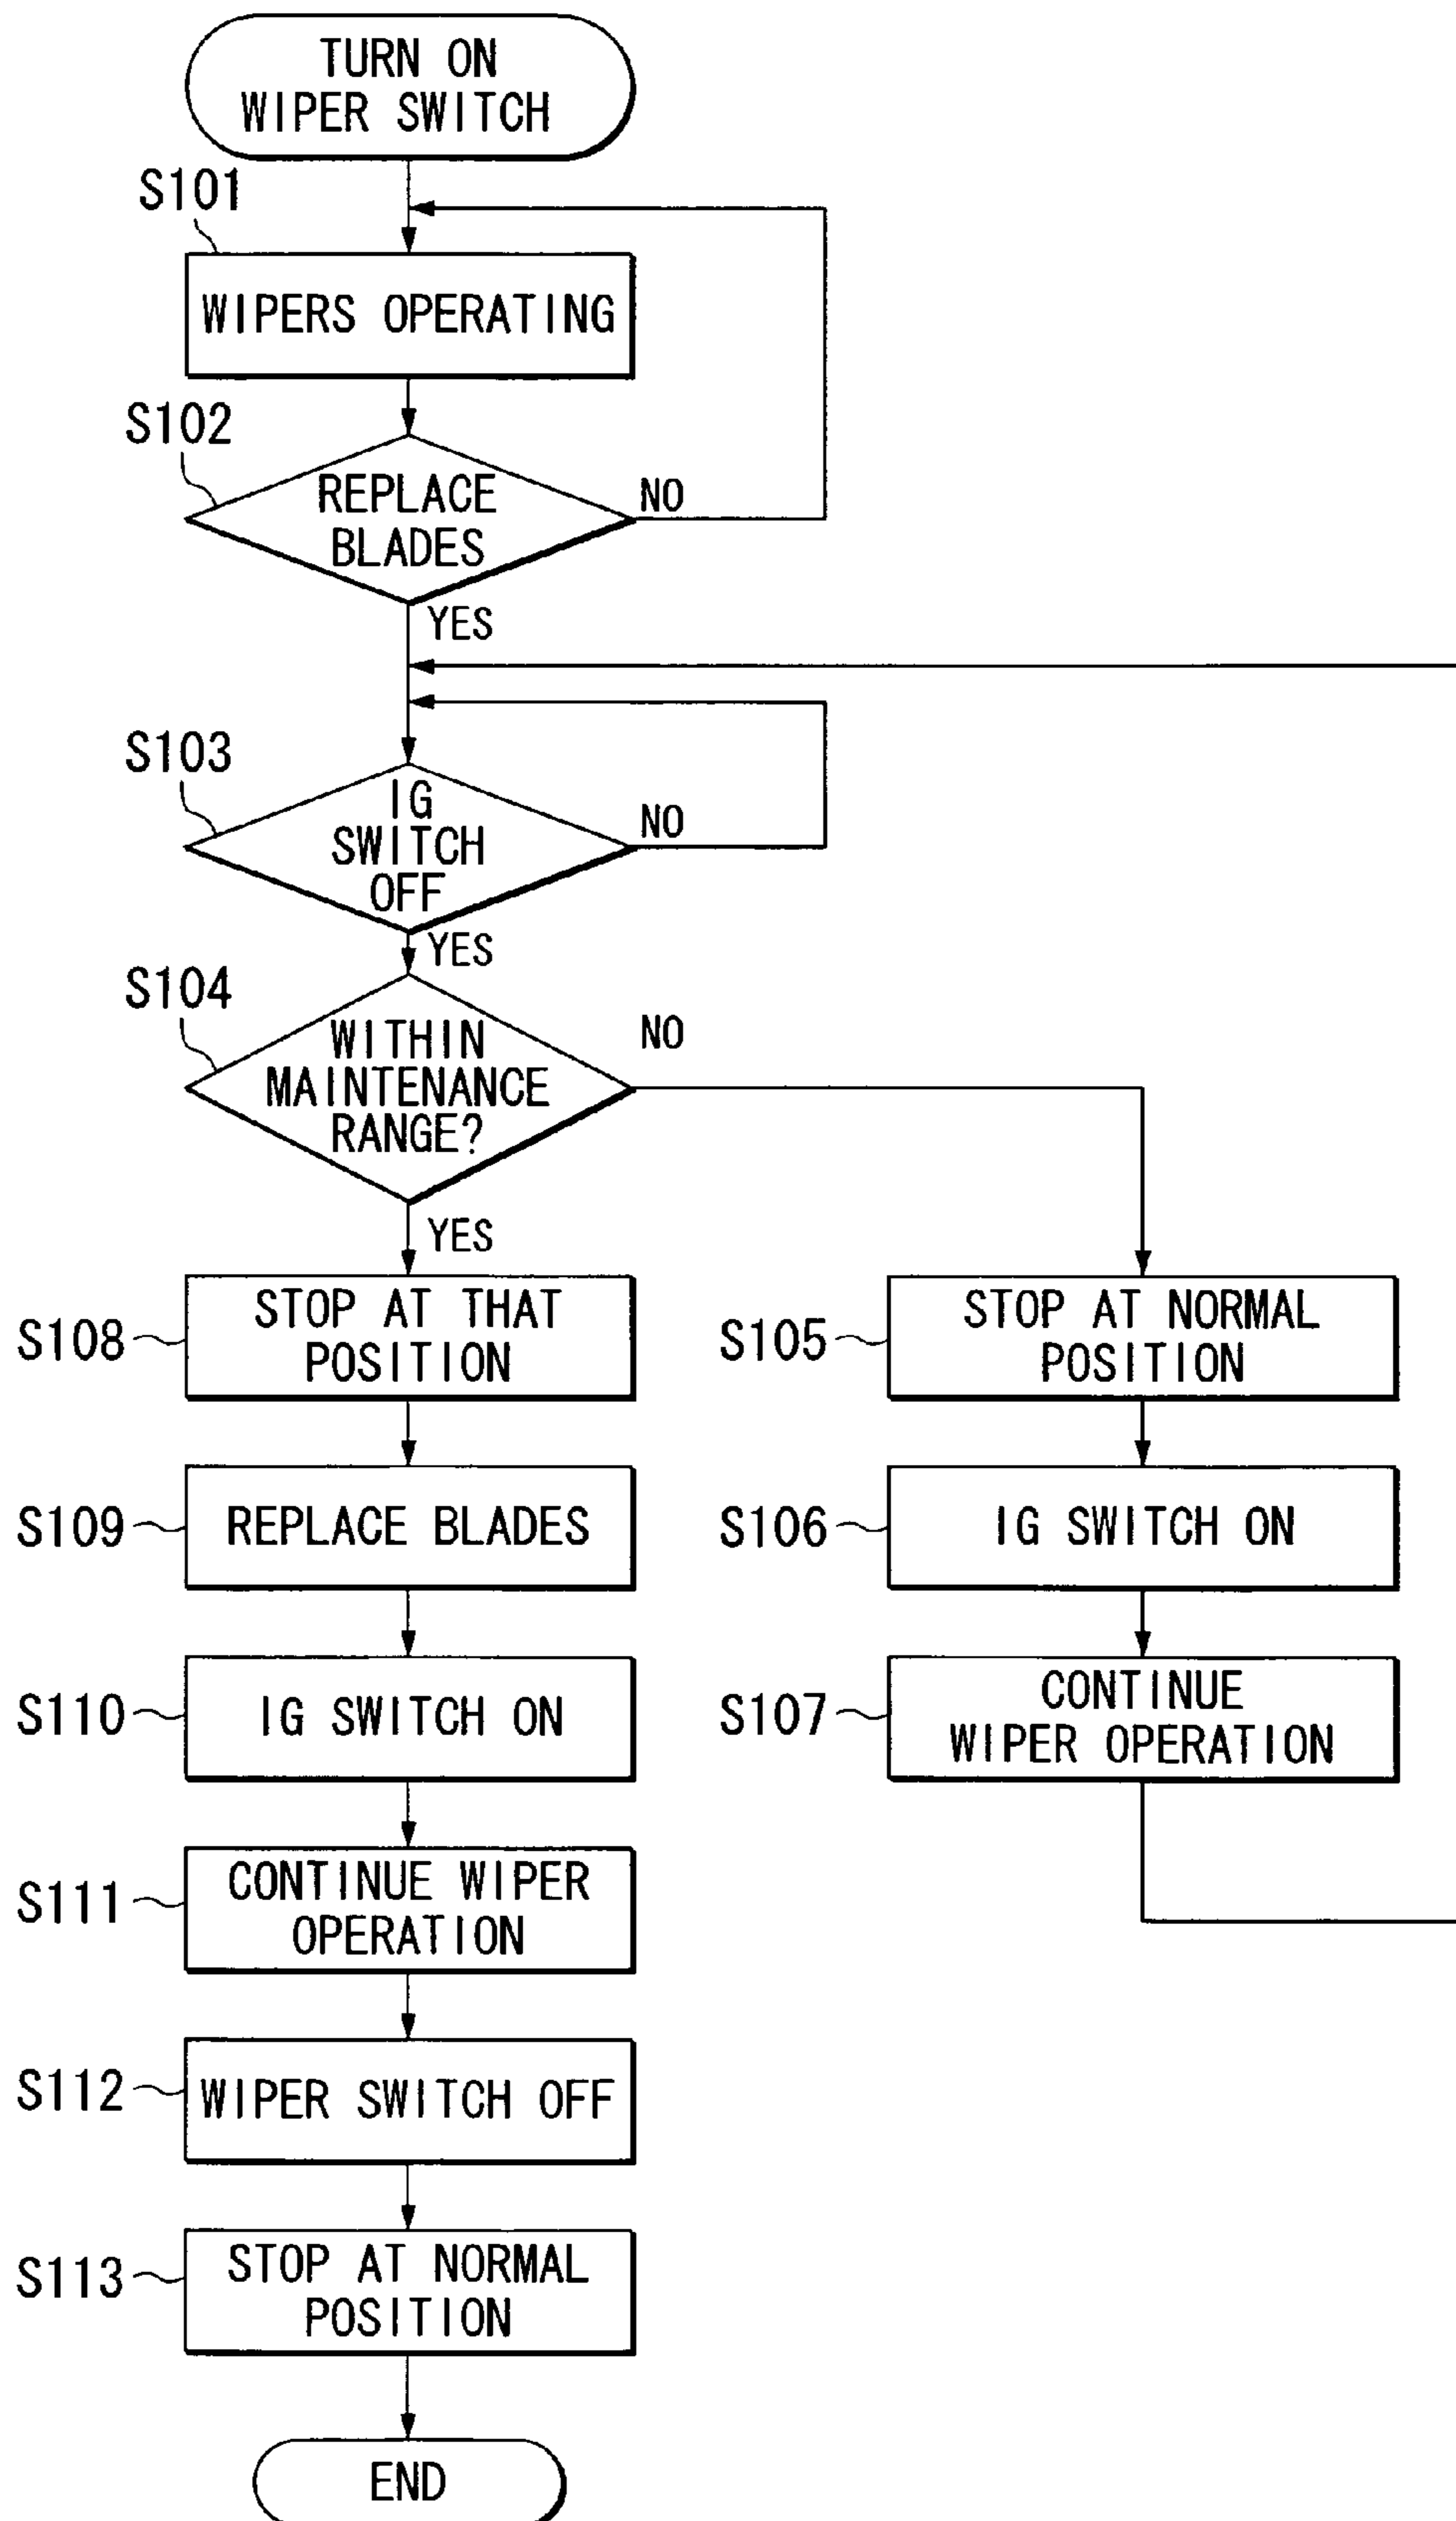 TURN ON
WIPER SWITCH
S101
WIPERS OPERATING
S102
REPLACE
BLADES
NO
YES
S103
IG
SWITCH
OFF
NO
YES
S104
WITHIN
MAINTENANCE
RANGE?
NO
YES
S108
STOP AT THAT
POSITION
S105
STOP AT NORMAL
POSITION
S109
REPLACE BLADES
S106
IG SWITCH ON
S110
IG SWITCH ON
S107
CONTINUE
WIPER OPERATION
S111
CONTINUE WIPER
OPERATION
S112
WIPER SWITCH OFF
S113
STOP AT NORMAL
POSITION
END